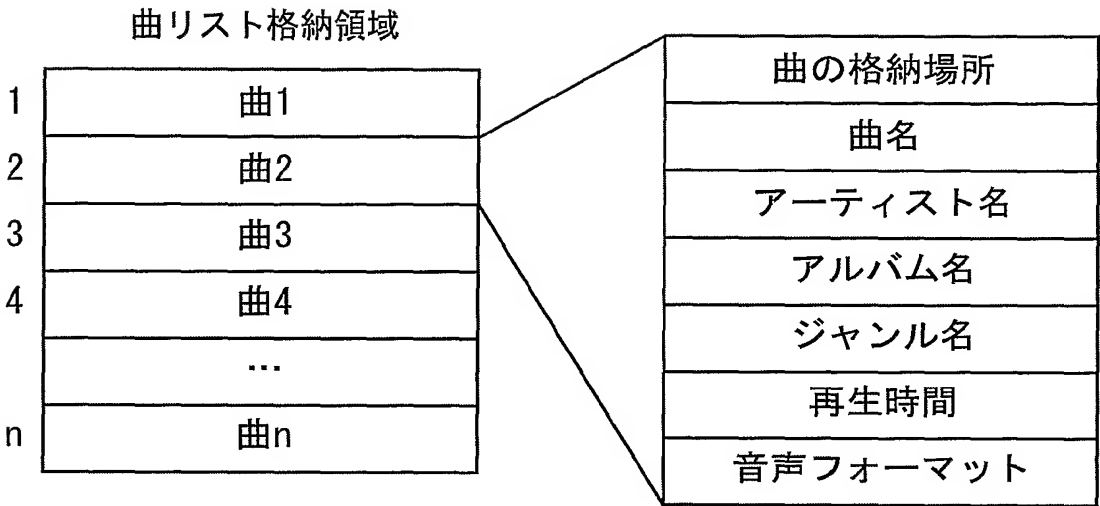 曲リスト格納領域
1 曲1
2 曲2
3 曲3
4 曲4
...
n 曲n
曲の格納場所
曲名
アーティスト名
アルバム名
ジャンル名
再生時間
音声フォーマット